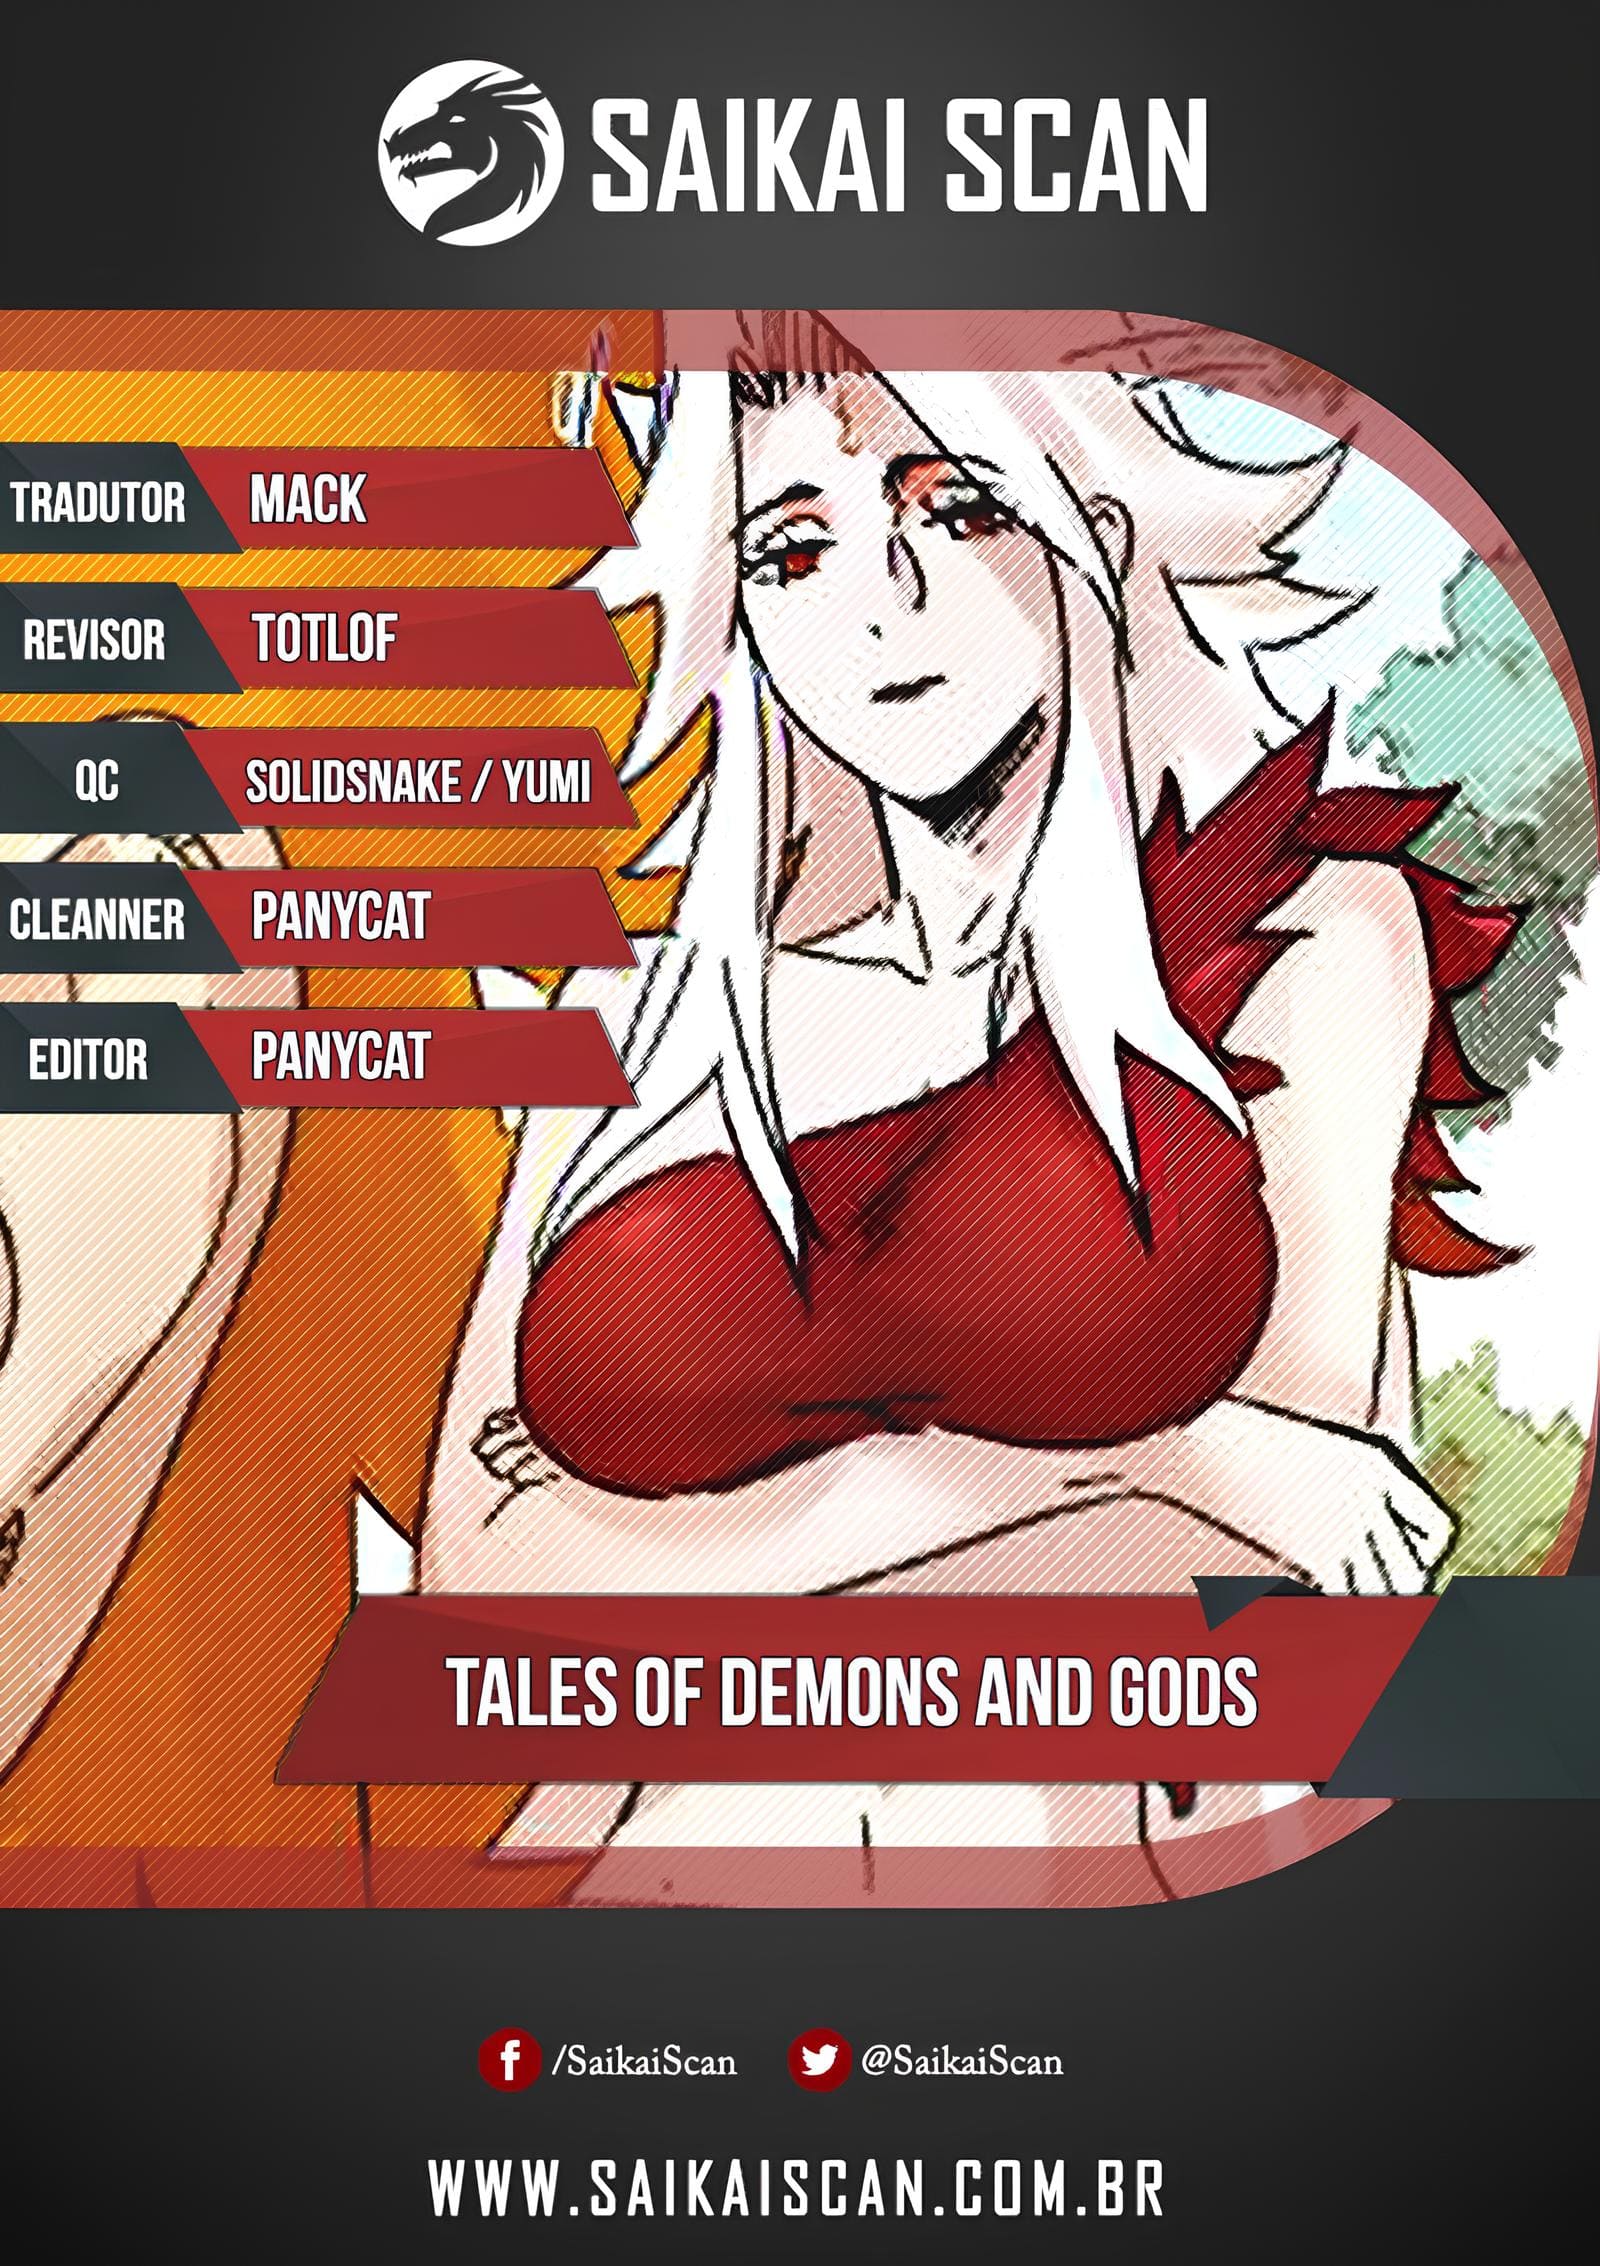 SAIKAI SCAN
TRADUTOR MACK
REVISOR TOTLOF
QC SOLIDSNAKE / YUMI
CLEANNER PANYCAT
EDITOR PANYCAT
TALES OF DEMONS AND GODS
/SaikaiScan @SaikaiScan
WWW.SAIKAISCAN.COM.BR